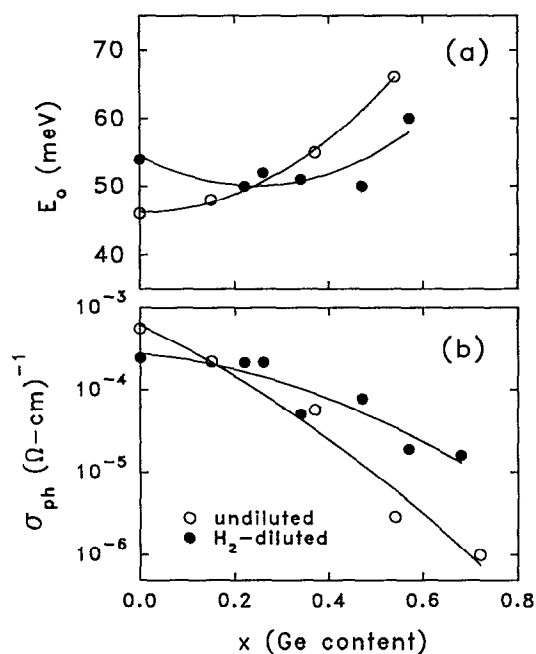 70
(a)
60
50
40
E₀ (meV)
10⁻³
(b)
10⁻⁴
10⁻⁵
10⁻⁶
σph (Ω-cm)⁻¹
undiluted
H₂-diluted
0.0 0.2 0.4 0.6 0.8
x (Ge content)